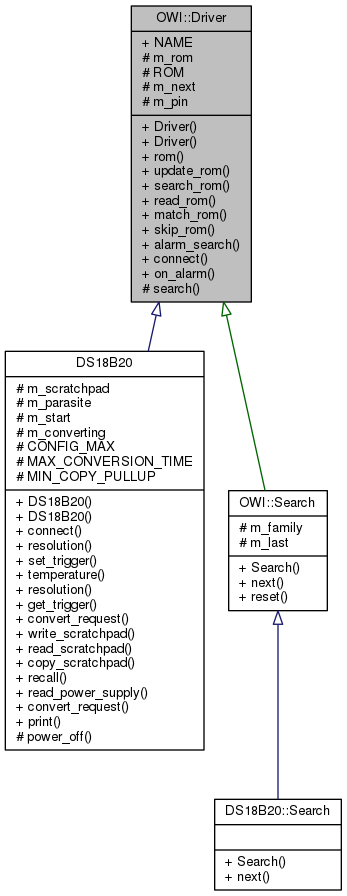 OWI::Driver
+ NAME
# m_rom
# ROM
# m_next
# m_pin
+ Driver()
+ Driver()
+ rom()
+ update_rom()
+ search_rom()
+ read_rom()
+ match_rom()
+ skip_rom()
+ alarm_search()
+ connect()
+ on_alarm()
# search()
DS18B20
# m_scratchpad
# m_parasite
# m_start
# m_converting
# CONFIG_MAX
# MAX_CONVERSION_TIME
# MIN_COPY_PULLUP
+ DS18B20()
+ DS18B20()
+ connect()
+ resolution()
+ set_trigger()
+ temperature()
+ resolution()
+ get_trigger()
+ convert_request()
+ write_scratchpad()
+ read_scratchpad()
+ copy_scratchpad()
+ recall()
+ read_power_supply()
+ convert_request()
+ print()
# power_off()
OWI::Search
# m_family
# m_last
+ Search()
+ next()
+ reset()
DS18B20::Search
+ Search()
+ next()